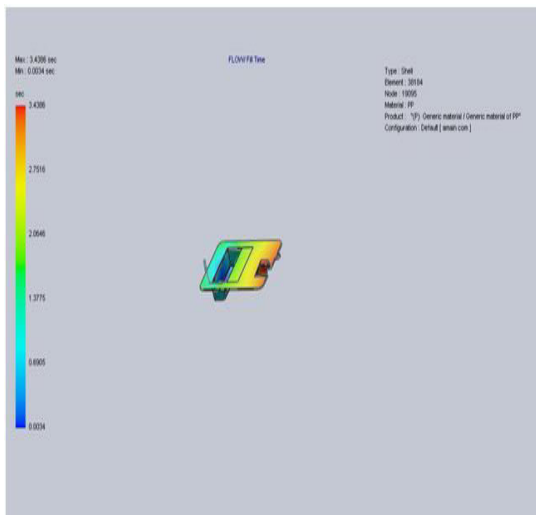 Max : 3.4386 sec
Min : 0.0034 sec
FLOW/Fill Time
sec
3.4386
2.7516
2.0646
1.3775
0.6905
0.0034
Type : Shell
Element : 38184
Node : 19095
Material : PP
Product : "(P) Generic material / Generic material of PP"
Configuration : Default [ smain.com ]